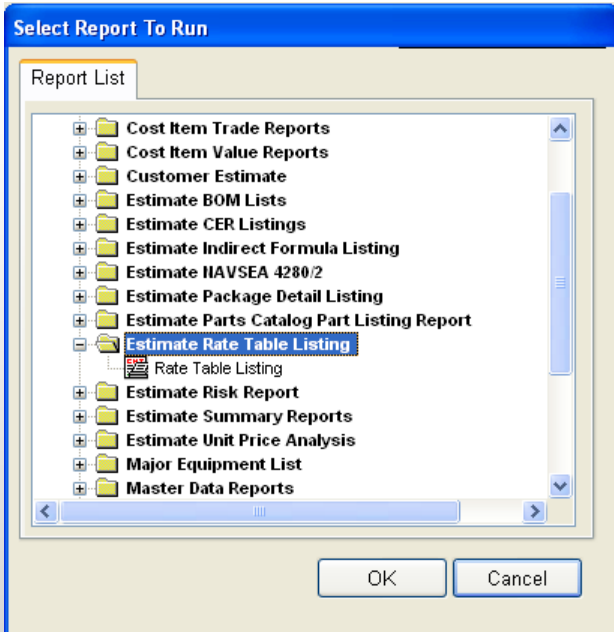 Select Report To Run
Report List
Cost Item Trade Reports
Cost Item Value Reports
Customer Estimate
Estimate BOM Lists
Estimate CER Listings
Estimate Indirect Formula Listing
Estimate NAVSEA 4280/2
Estimate Package Detail Listing
Estimate Parts Catalog Part Listing Report
Estimate Rate Table Listing
Rate Table Listing
Estimate Risk Report
Estimate Summary Reports
Estimate Unit Price Analysis
Major Equipment List
Master Data Reports
OK Cancel